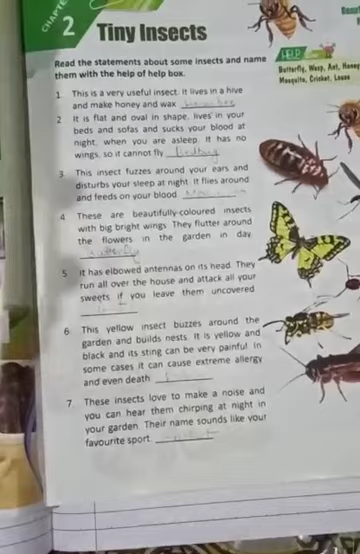 CHAPTER
2 Tiny Insects
Read the statements about some insects and name
them with the help of help box.
HELP
Butterfly, Wasp, Ant, Honey
Mosquito, Cricket, Louse
1 This is a very useful insect. It lives in a hive
and make honey and wax
2 It is flat and oval in shape, lives in your
beds and sofas and sucks your blood at
night, when you are asleep. It has no
wings, so it cannot fly Bedbug
3 This insect fuzzes around your ears and
disturbs your sleep at night. It flies around
and feeds on your blood
4 These are beautifully-coloured insects
with big bright wings. They flutter around
the flowers in the garden in day
Butterfly
5 It has elbowed antennas on its head. They
run all over the house and attack all your
sweets if you leave them uncovered
6 This yellow insect buzzes around the
garden and builds nests. It is yellow and
black and its sting can be very painful. In
some cases it can cause extreme allergy
and even death
7 These insects love to make a noise and
you can hear them chirping at night in
your garden. Their name sounds like your
favourite sport